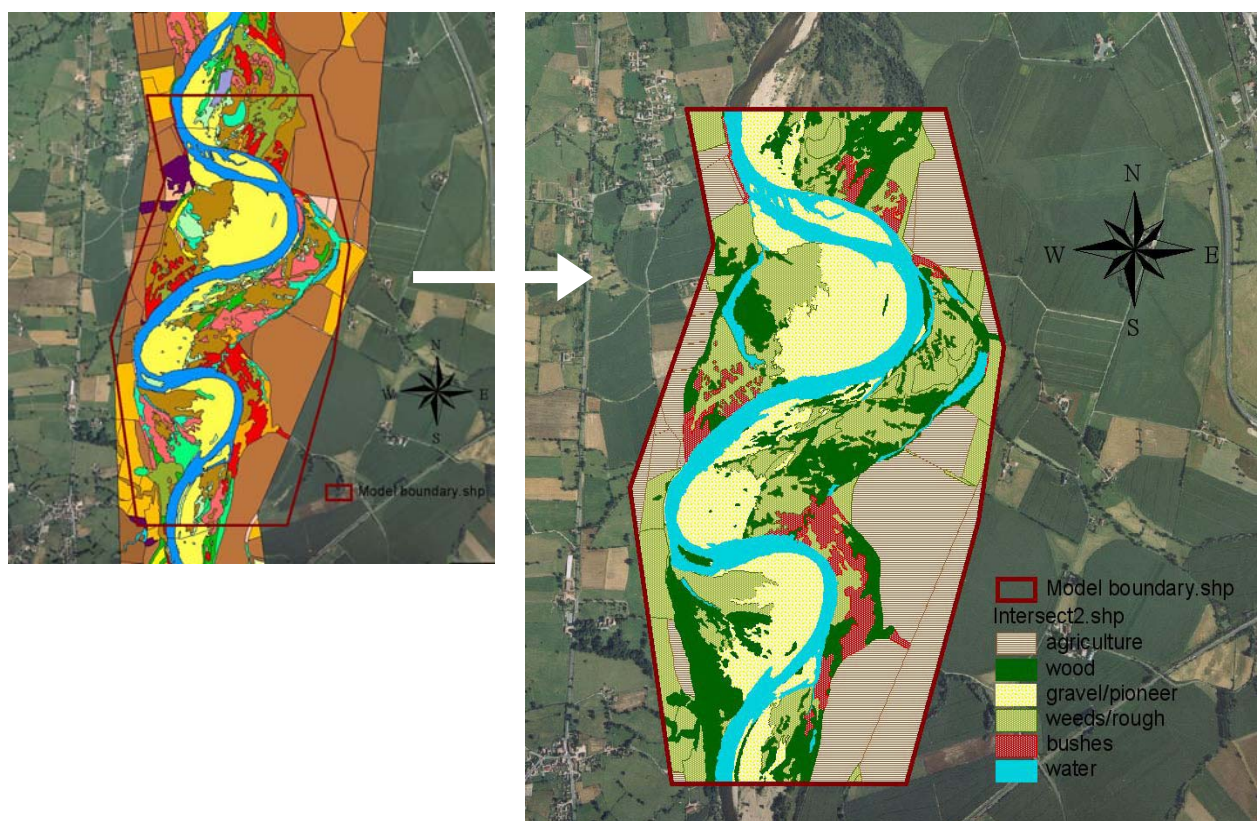 N
W
E
S
Model boundary.shp
N
W
E
S
Model boundary.shp
Intersect2.shp
agriculture
wood
gravel/pioneer
weeds/rough
bushes
water